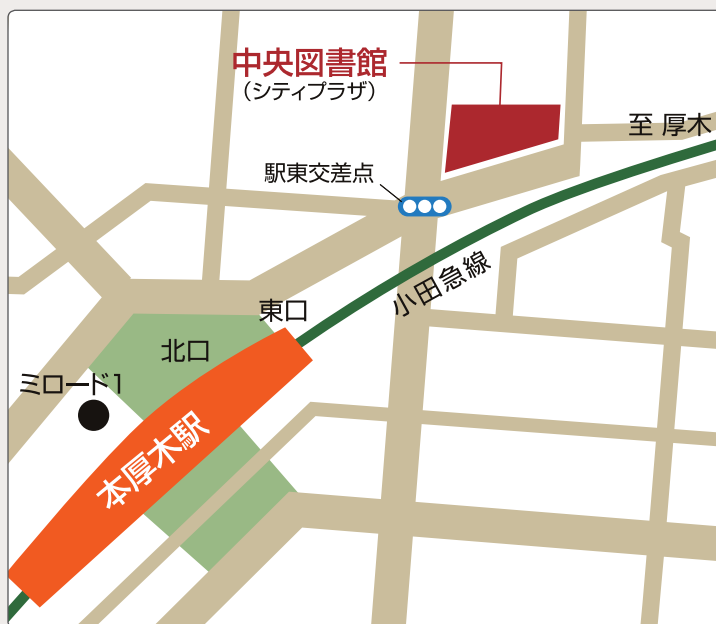 中央図書館
（シティプラザ）
至 厚木
駅東交差点
小田急線
東口
北口
ミロード1
本厚木駅